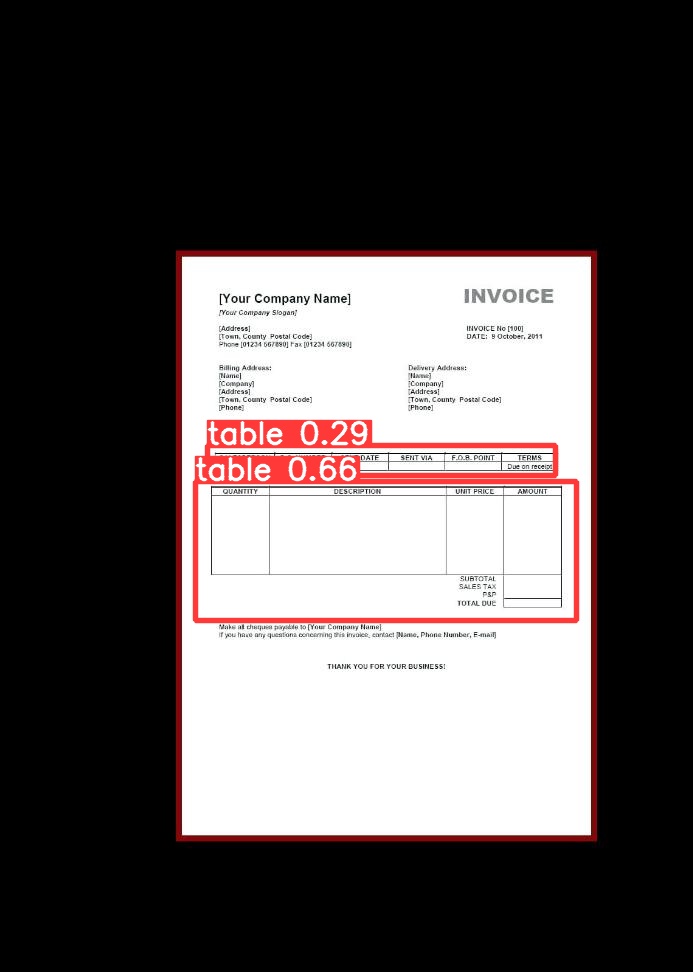 [Your Company Name]
INVOICE
[Your Company Slogan]
[Address]
[Town, County Postal Code]
Phone [01234 567890] Fax [01234 567890]
INVOICE No [100]
DATE: 9 October, 2011
Billing Address:
[Name]
[Company]
[Address]
[Town, County Postal Code]
[Phone]
Delivery Address:
[Name]
[Company]
[Address]
[Town, County Postal Code]
[Phone]
table 0.29
DATE SENT VIA F.O.B. POINT TERMS
Due on receipt
table 0.66
QUANTITY DESCRIPTION UNIT PRICE AMOUNT
SUBTOTAL
SALES TAX
P&P
TOTAL DUE
Make all cheques payable to [Your Company Name]
If you have any questions concerning this invoice, contact [Name, Phone Number, E-mail]
THANK YOU FOR YOUR BUSINESS!